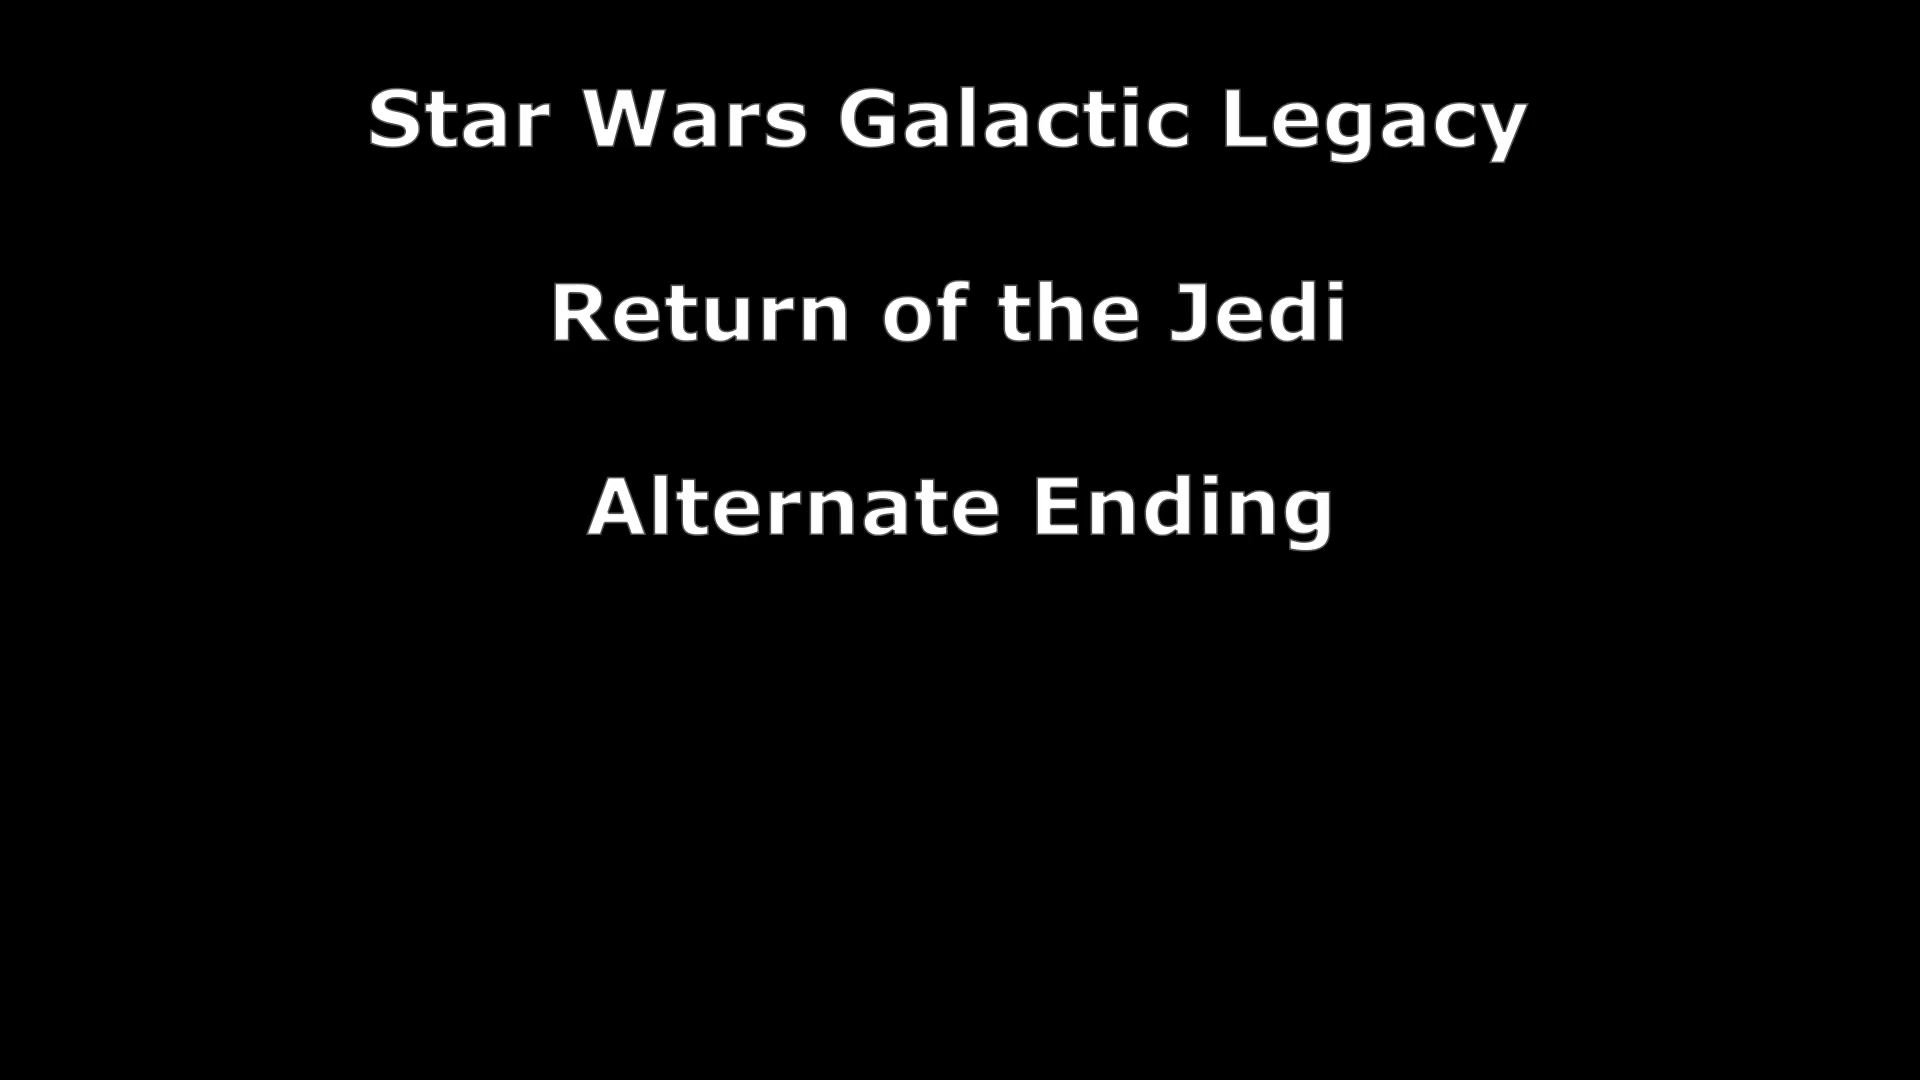 Star Wars Galactic Legacy
Return of the Jedi
Alternate Ending